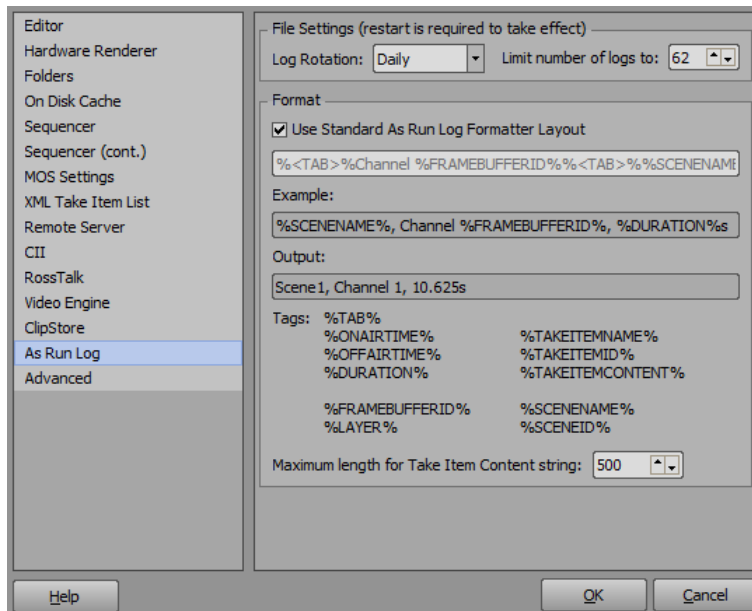 Editor
Hardware Renderer
Folders
On Disk Cache
Sequencer
Sequencer (cont.)
MOS Settings
XML Take Item List
Remote Server
CII
RossTalk
Video Engine
ClipStore
As Run Log
Advanced
File Settings (restart is required to take effect)
Log Rotation: Daily Limit number of logs to: 62
Format
Use Standard As Run Log Formatter Layout
%<TAB>%Channel %FRAMEBUFFERID%%<TAB>%%SCENENAME
Example:
%SCENENAME%, Channel %FRAMEBUFFERID%, %DURATION%s
Output:
Scene1, Channel 1, 10.625s
Tags: %TAB%
%ONAIRTIME% %TAKEITEMNAME%
%OFFAIRTIME% %TAKEITEMID%
%DURATION% %TAKEITEMCONTENT%
%FRAMEBUFFERID% %SCENENAME%
%LAYER% %SCENEID%
Maximum length for Take Item Content string: 500
Help OK Cancel